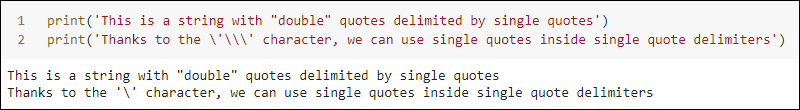 1 print('This is a string with "double" quotes delimited by single quotes')
2 print('Thanks to the \'\\\' character, we can use single quotes inside single quote delimiters')
This is a string with "double" quotes delimited by single quotes
Thanks to the '\' character, we can use single quotes inside single quote delimiters